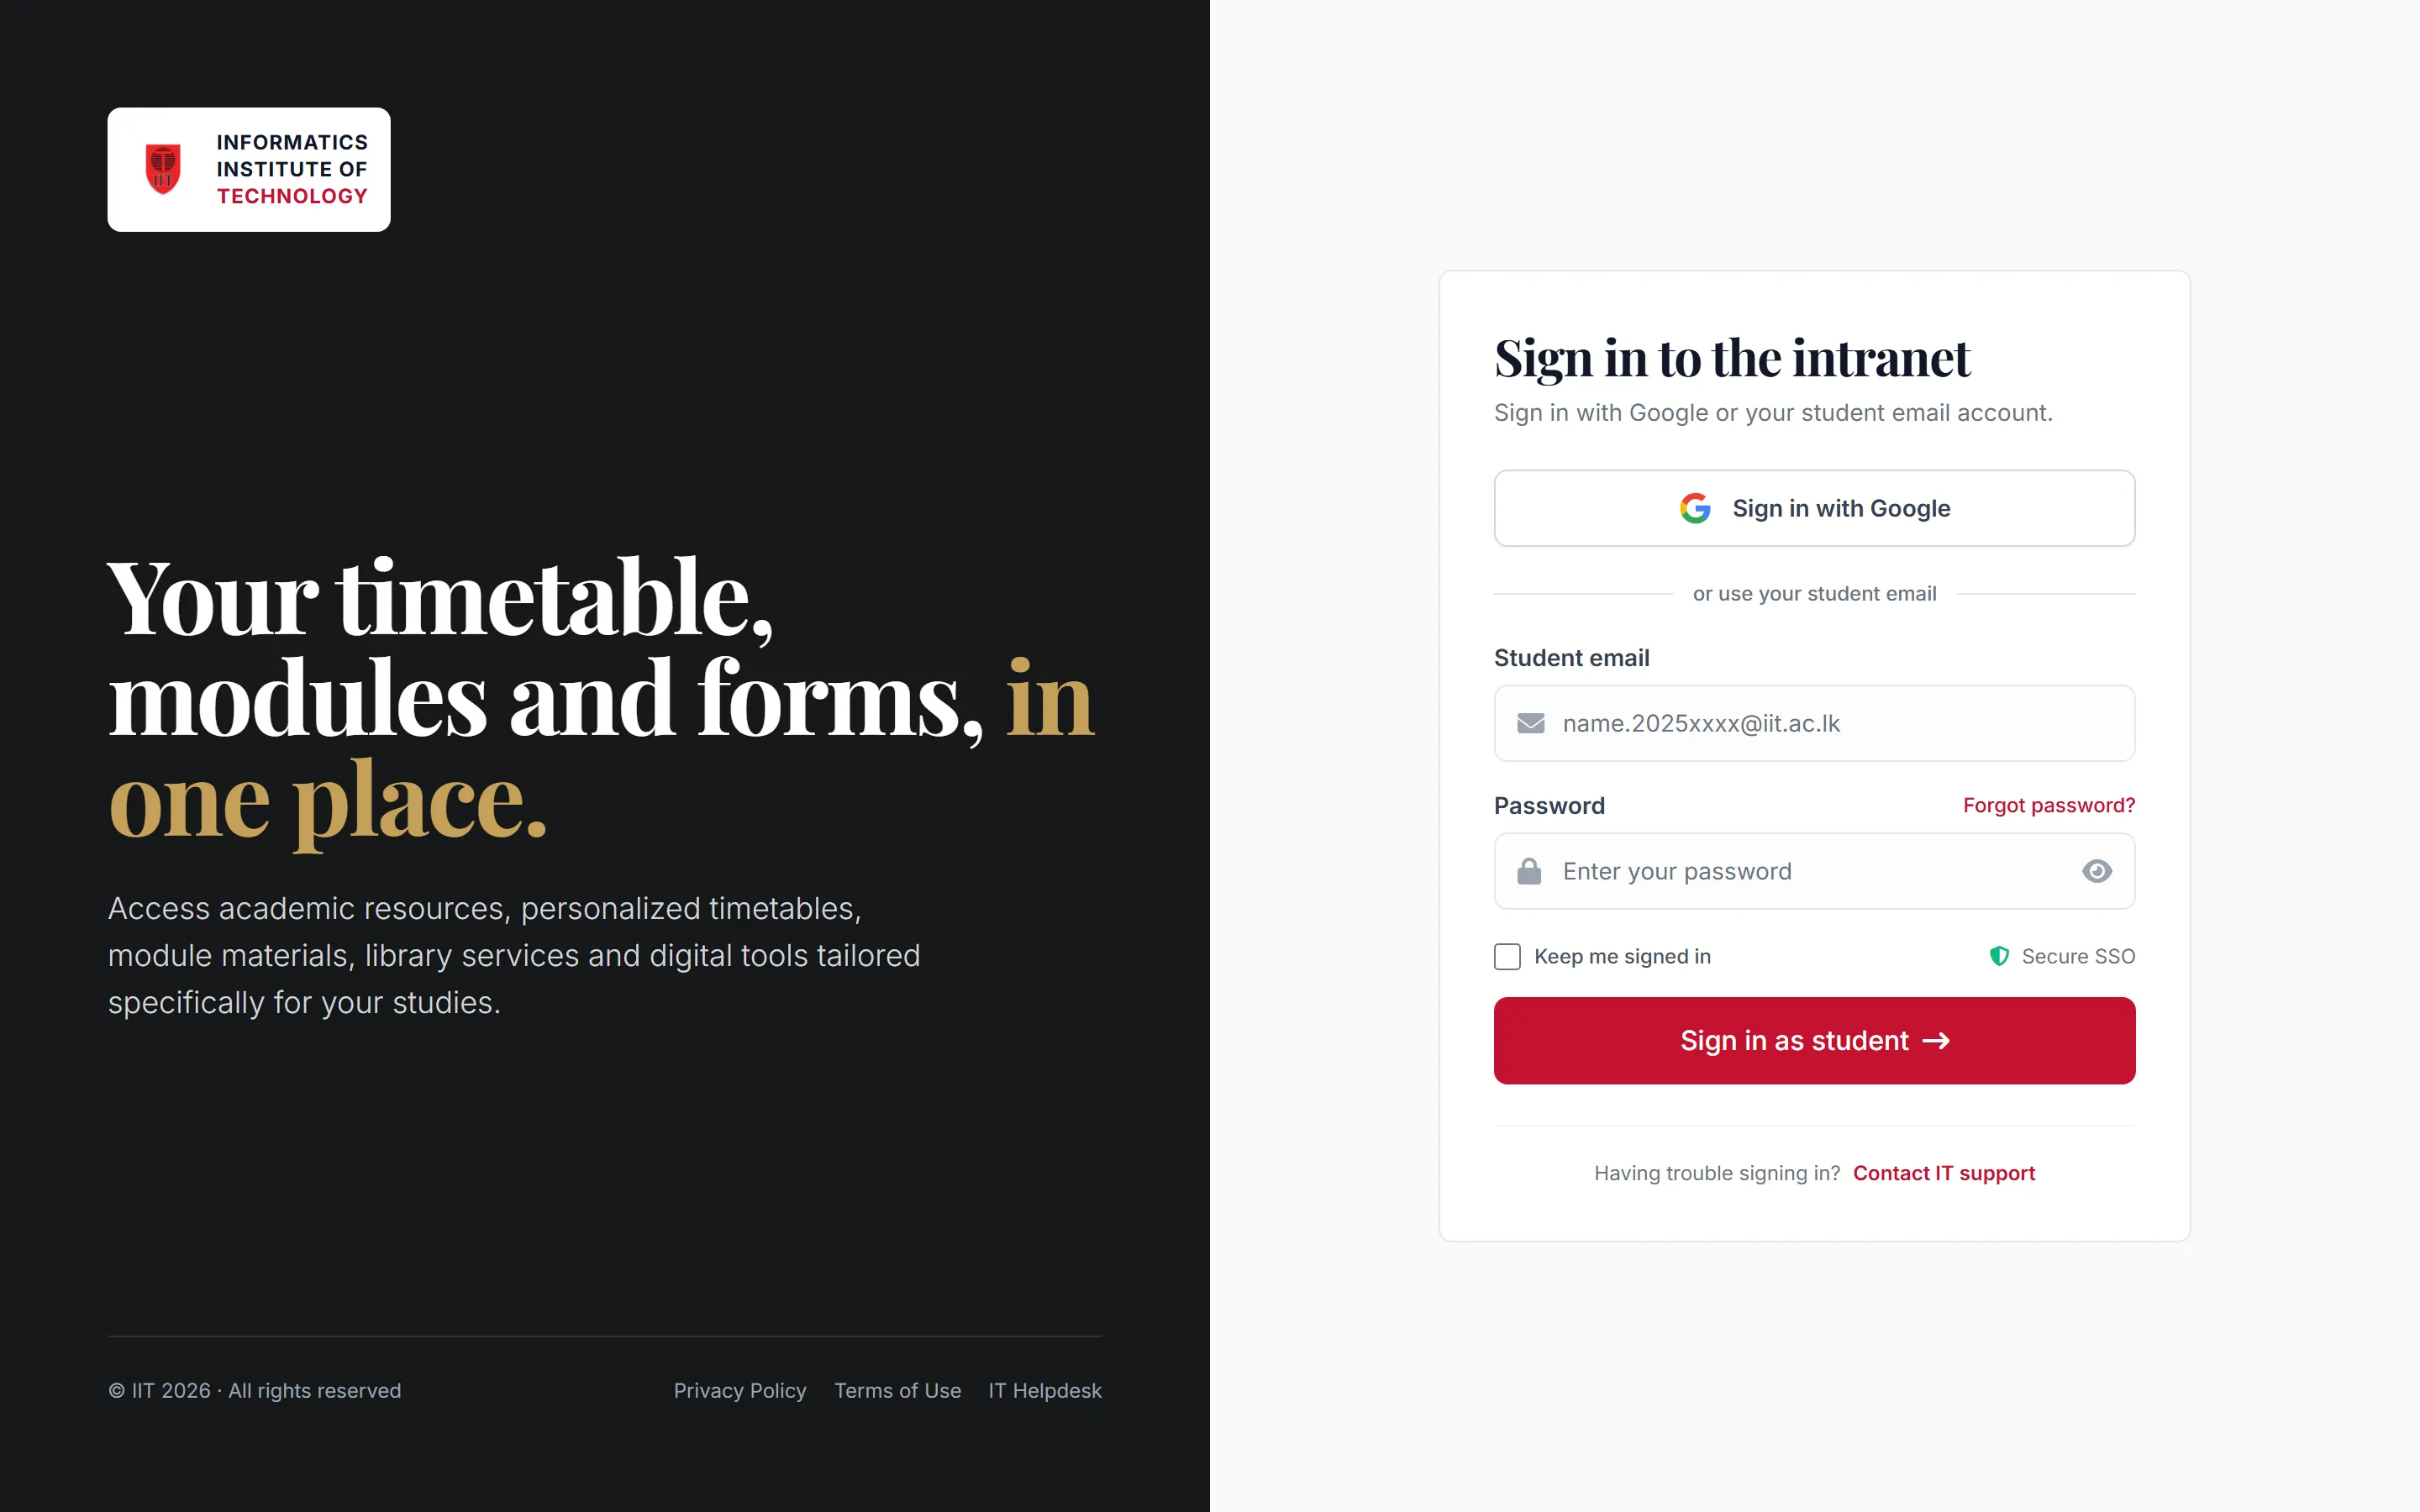 INFORMATICS
INSTITUTE OF
TECHNOLOGY
Your timetable,
modules and forms, in
one place.
Access academic resources, personalized timetables,
module materials, library services and digital tools tailored
specifically for your studies.
© IIT 2026 · All rights reserved
Privacy Policy
Terms of Use
IT Helpdesk
Sign in to the intranet
Sign in with Google or your student email account.
Sign in with Google
or use your student email
Student email
name.2025xxxx@iit.ac.lk
Password
Forgot password?
Enter your password
Keep me signed in
Secure SSO
Sign in as student →
Having trouble signing in? Contact IT support